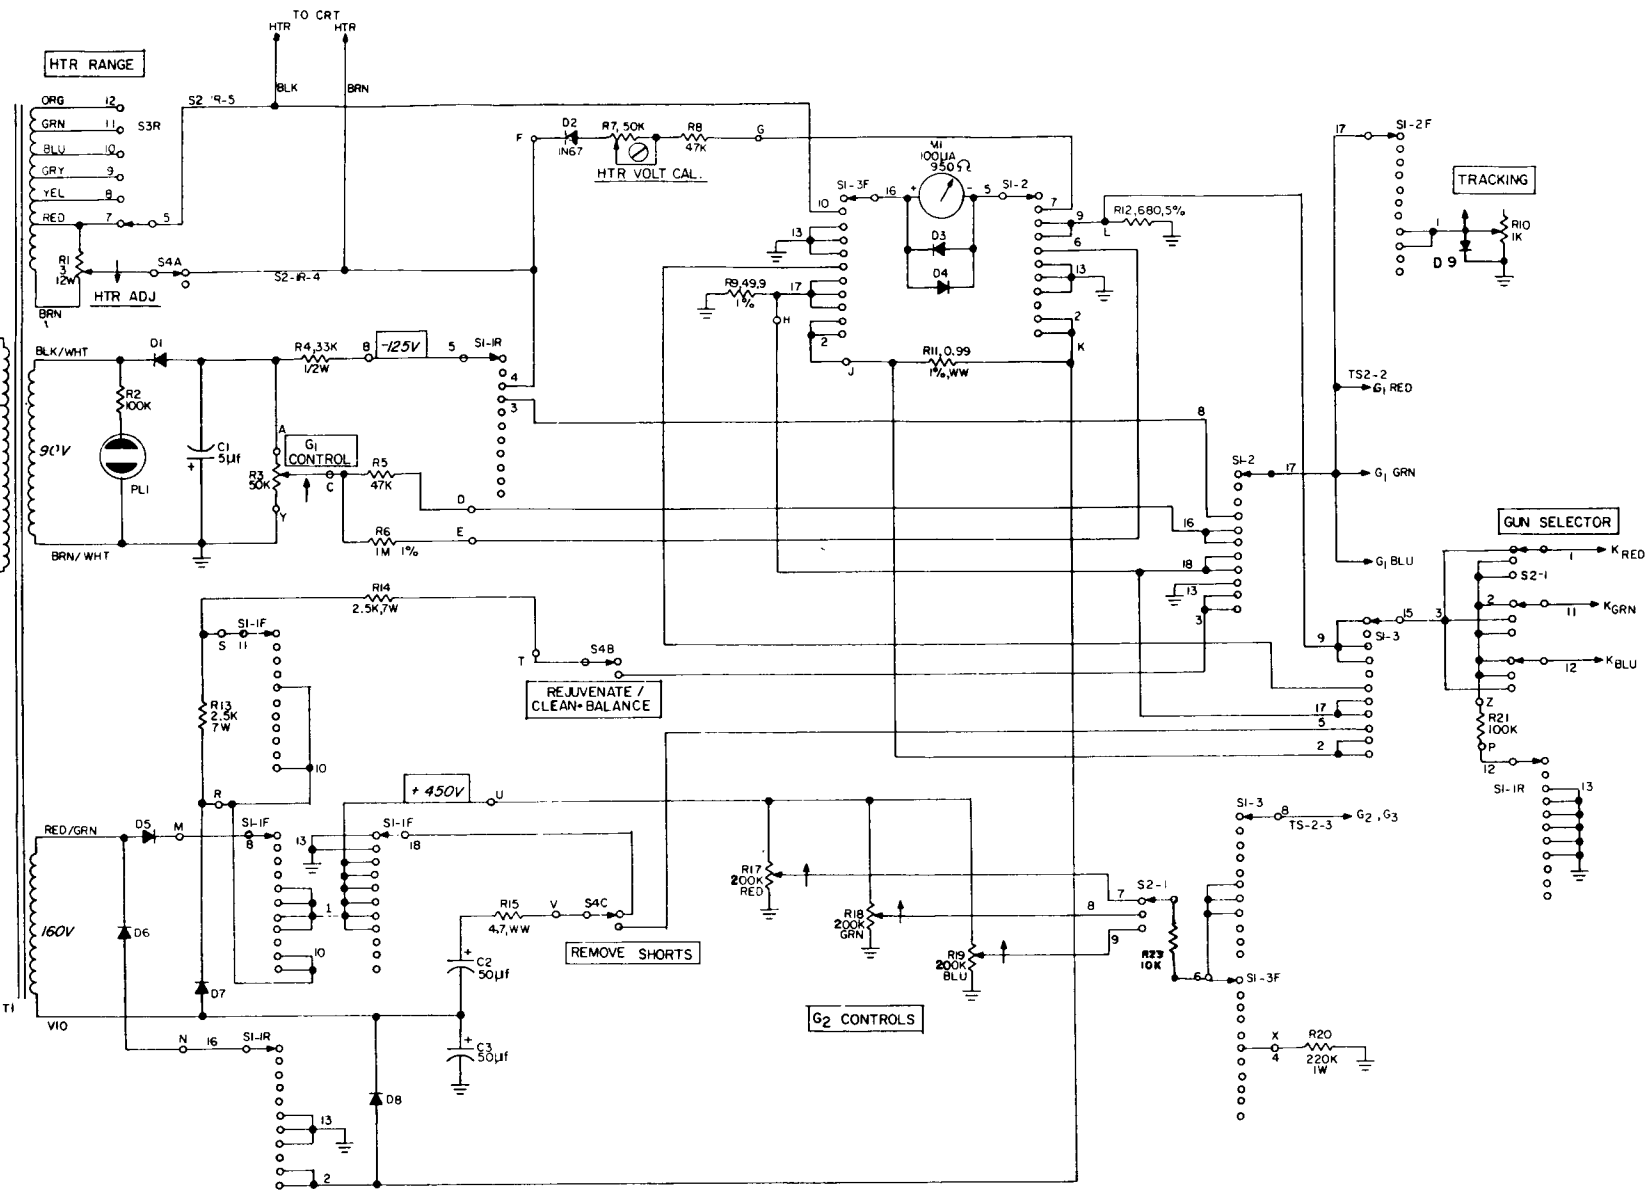 TO CRT
HTR HTR
HTR RANGE
BLK
BRN
ORG 12
GRN 11 S3R
BLU 10
GRY 9
YEL 8
RED 7 5
S2 1R-5
R1
3
12W
S4A
HTR ADJ
S2-1R-4
BRN
F
D2
1N67
R7, 50K
R8
47K
G
HTR VOLT CAL.
M1
100UA
950Ω
S1-3F 16 + - 5 S1-2
10
13
17
2
D3
D4
7
9
6
13
2
K
L
R12,680,5%
R9,49,9
1%
H
J
R11,0.99
1%,WW
17 S1-2F
TRACKING
1
R10
1K
D9
BLK/WHT
D1
R4,33K
1/2W
8
-125V
5 S1-1R
4
3
R2
100K
90V
PL1
C1
5µf
+
A
G1
CONTROL
R3
50K
C
Y
R5
47K
D
R6
1M 1%
E
BRN/WHT
8
S1-2
17
16
18
13
3
TS2-2
G1 RED
G1 GRN
G1 BLU
GUN SELECTOR
K RED
1
S2-1
2
11
K GRN
12
K BLU
15 3
9 S1-3
17
5
2
Z
R21
100K
P
12
S1-1R
13
R14
2.5K,7W
S1-1F
S 11
T
S4B
REJUVENATE /
CLEAN-BALANCE
R13
2.5K
7W
10
R
+ 450V
U
RED/GRN
D5
M
S1-1F
8
13
S1-1F
18
1
10
160V
D6
D7
R15
4.7, WW
V
S4C
REMOVE SHORTS
+
C2
50µf
+
C3
50µf
T1
VIO
N 16 S1-1R
D8
13
2
R17
200K
RED
R18
200K
GRN
R19
200K
BLU
G2 CONTROLS
7 S2-1
8
9
R23
10K
6
S1-3
8
TS-2-3
G2 , G3
S1-3F
X
4
R20
220K
1W